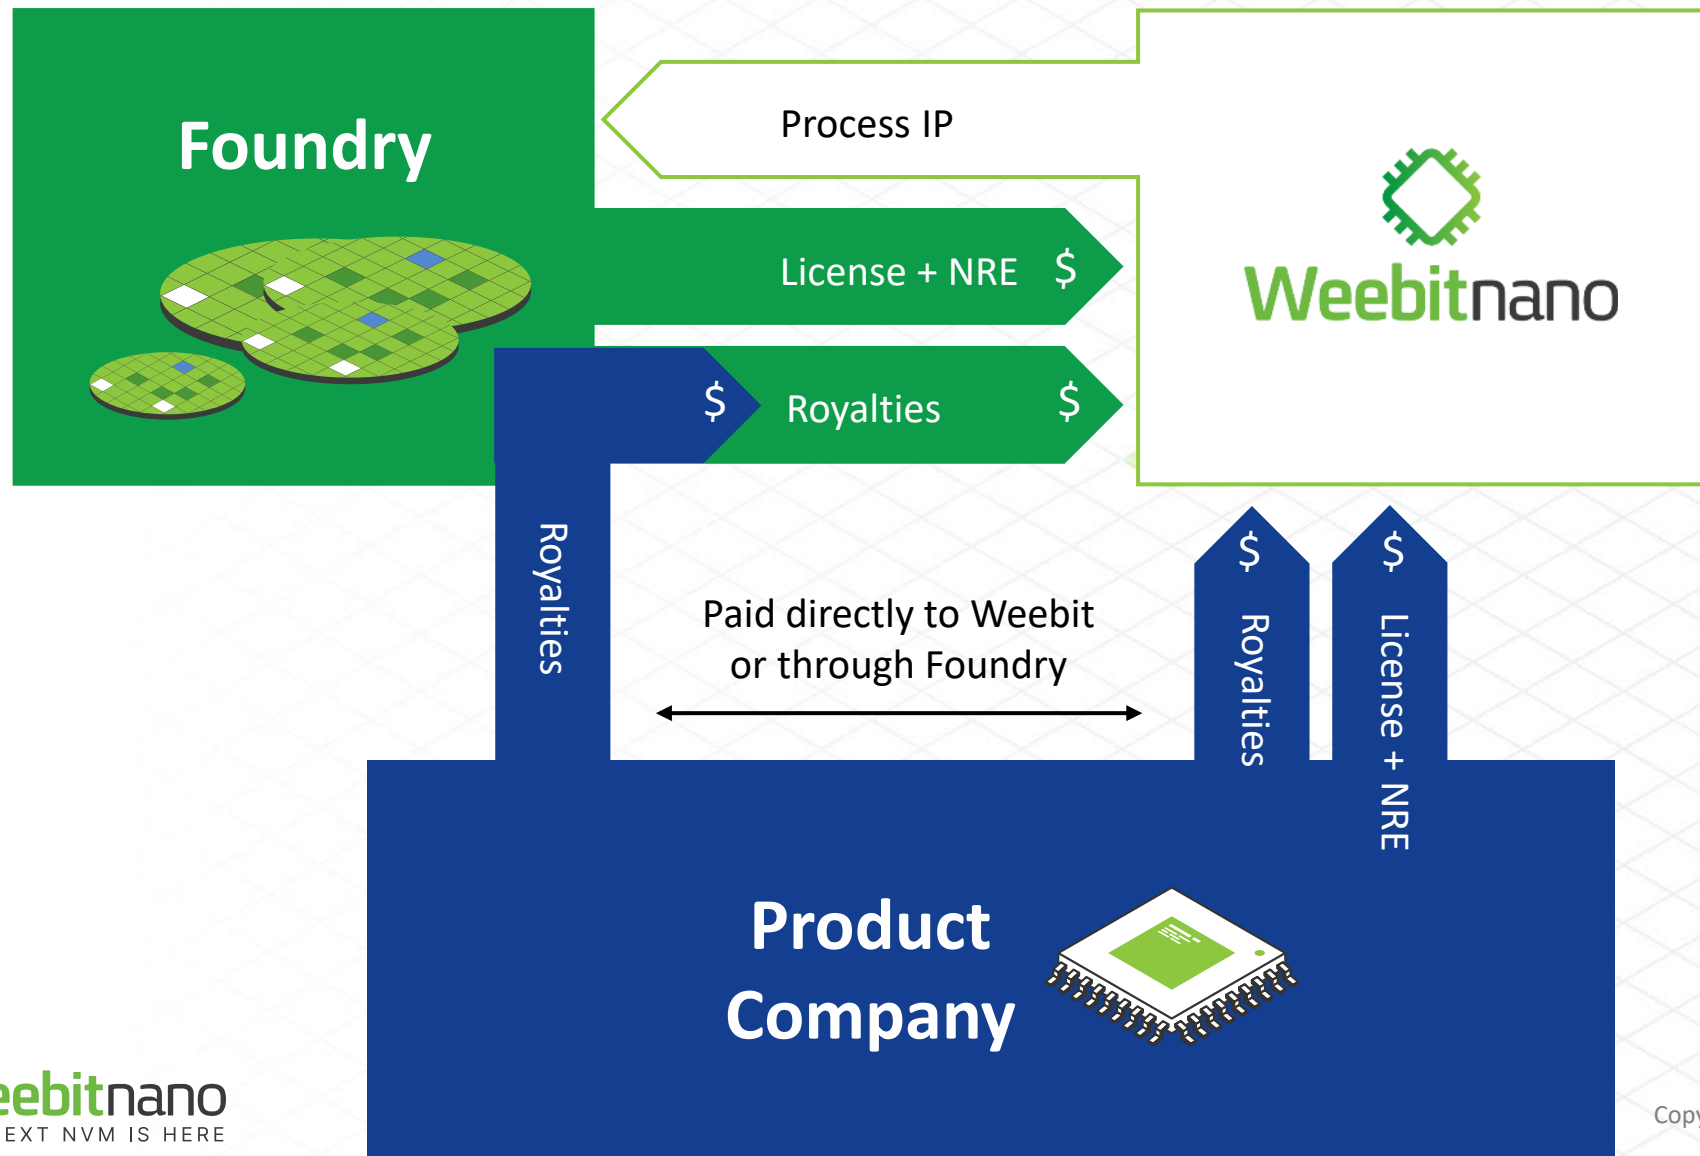 Foundry
Process IP
License + NRE $
$ Royalties $
Weebitnano
Royalties
Paid directly to Weebit
or through Foundry
$ Royalties
$ License + NRE
Product
Company
eebitnano
EXT NVM IS HERE
Copy